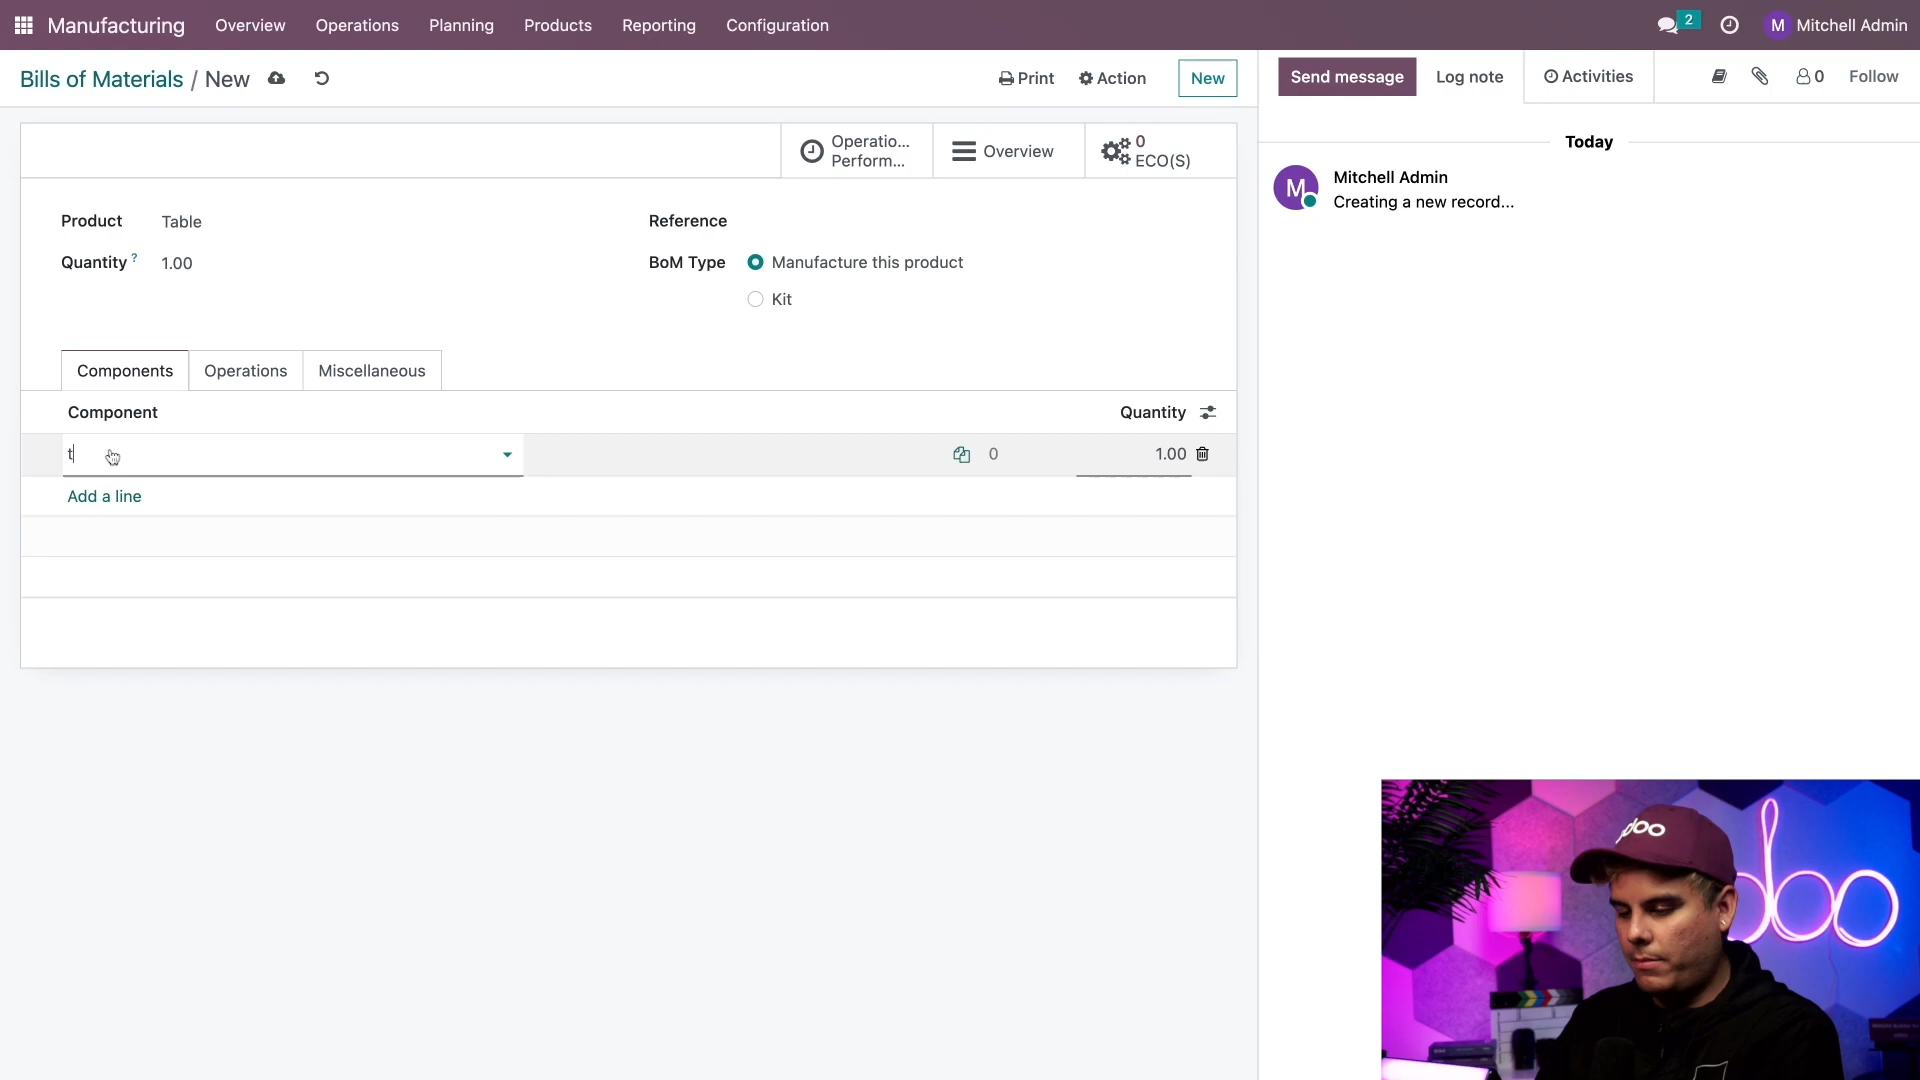 Manufacturing Overview Operations Planning Products Reporting Configuration 2 M Mitchell Admin
Bills of Materials / New Print Action New
Send message Log note Activities 0 Follow
Operatio...
Perform...
Overview
0
ECO(S)
Today
M Mitchell Admin
Creating a new record...
Product Table
Reference
Quantity ? 1.00
BoM Type Manufacture this product
Kit
Components Operations Miscellaneous
Component Quantity
t 0 1.00
Add a line
odoo